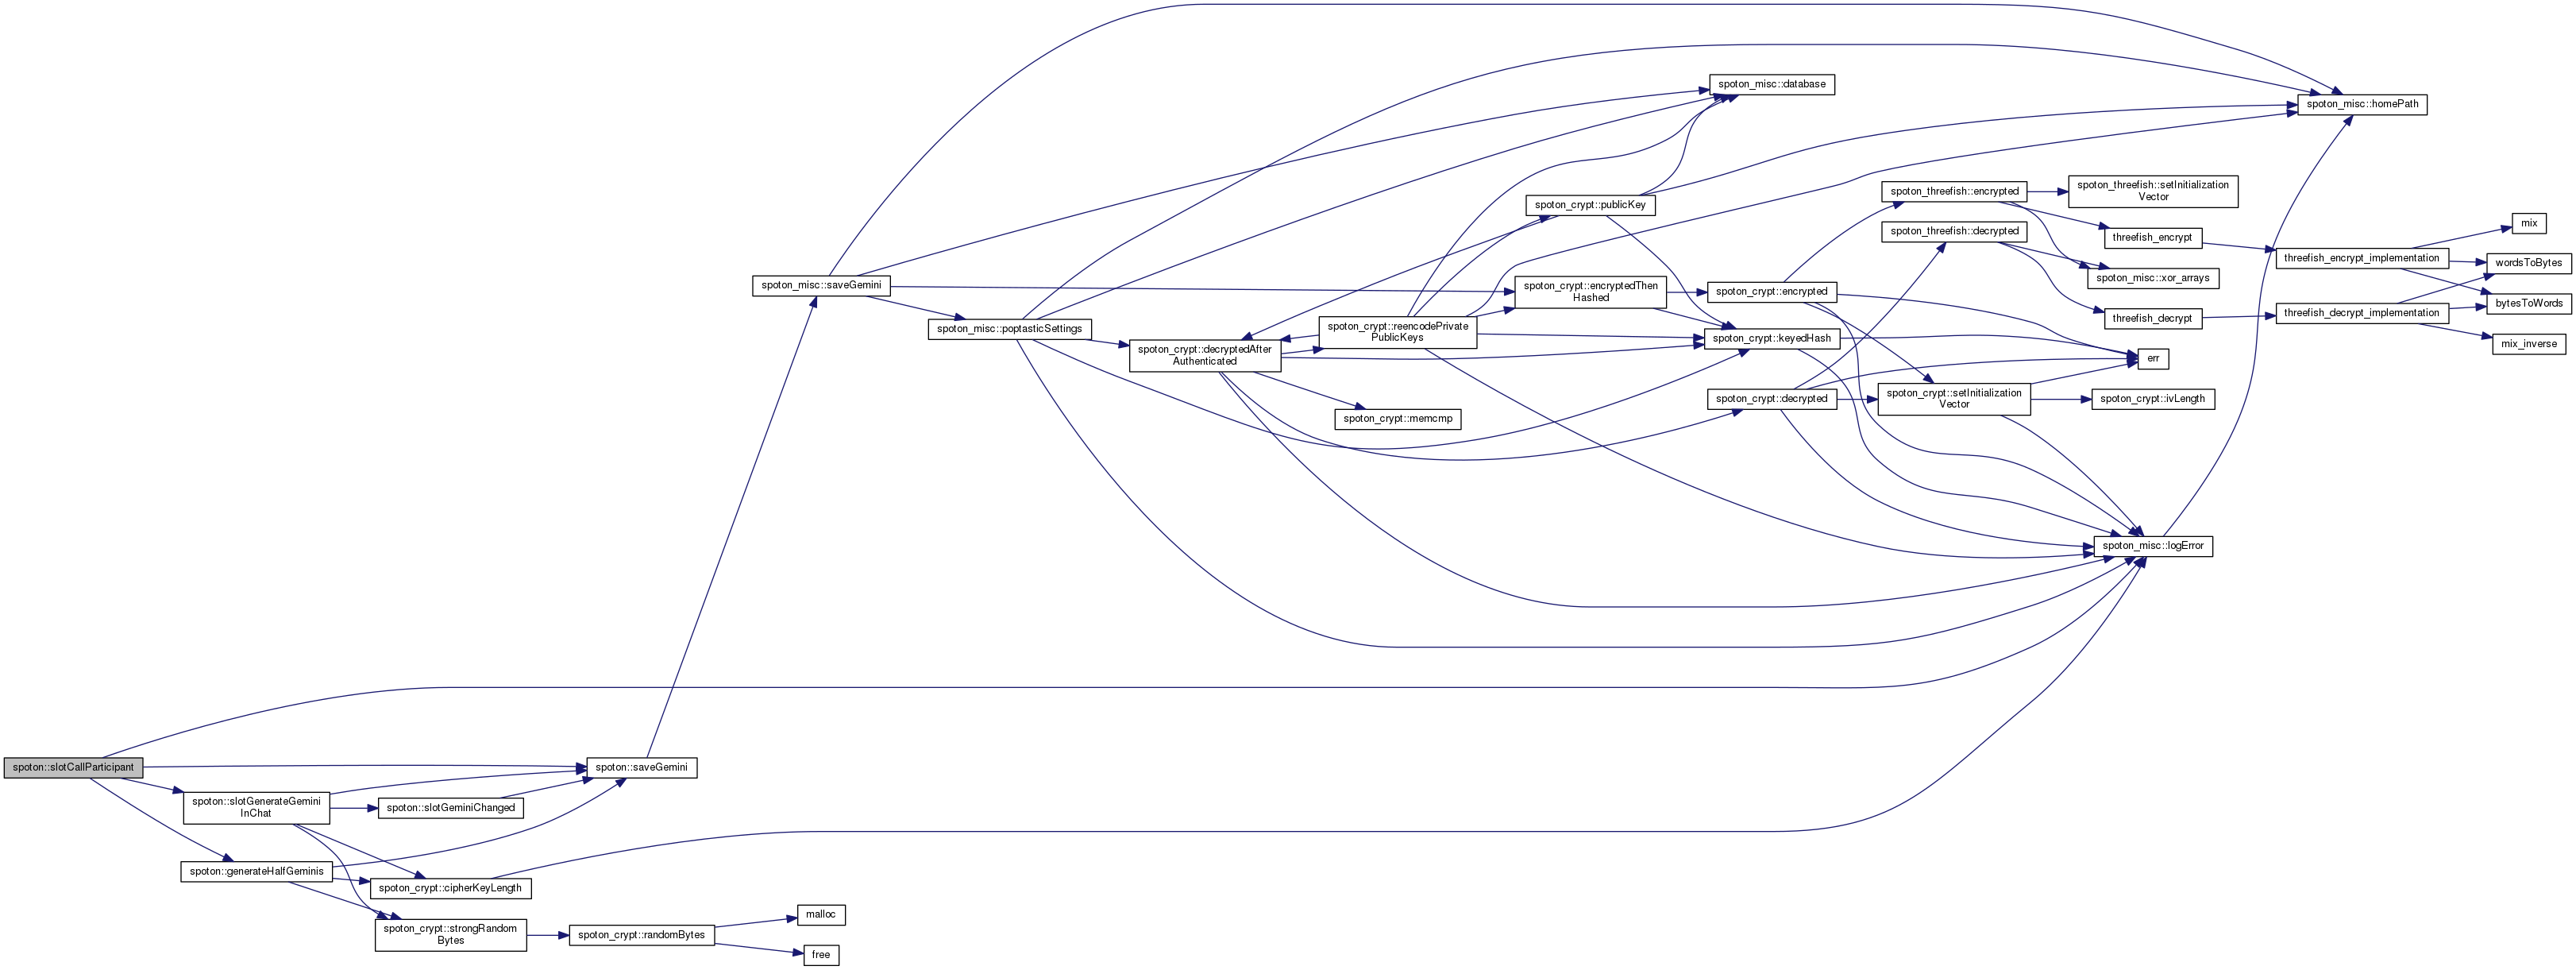 spoton_misc::database
spoton_misc::homePath
spoton_threefish::encrypted
spoton_threefish::setInitialization
Vector
spoton_crypt::publicKey
mix
spoton_threefish::decrypted
threefish_encrypt
threefish_encrypt_implementation
wordsToBytes
spoton_misc::xor_arrays
spoton_misc::saveGemini
spoton_crypt::encryptedThen
Hashed
spoton_crypt::encrypted
bytesToWords
threefish_decrypt
threefish_decrypt_implementation
spoton_misc::poptasticSettings
spoton_crypt::reencodePrivate
PublicKeys
spoton_crypt::keyedHash
mix_inverse
spoton_crypt::decryptedAfter
Authenticated
err
spoton_crypt::decrypted
spoton_crypt::setInitialization
Vector
spoton_crypt::ivLength
spoton_crypt::memcmp
spoton_misc::logError
spoton::slotCallParticipant
spoton::saveGemini
spoton::slotGenerateGemini
InChat
spoton::slotGeminiChanged
spoton::generateHalfGeminis
spoton_crypt::cipherKeyLength
spoton_crypt::strongRandom
Bytes
spoton_crypt::randomBytes
malloc
free